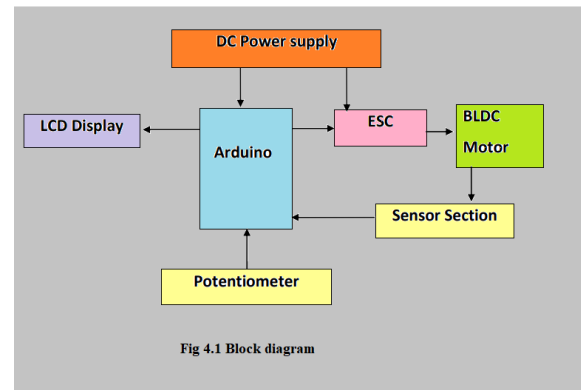 DC Power supply
LCD Display
Arduino
ESC
BLDC
Motor
Sensor Section
Potentiometer
Fig 4.1 Block diagram